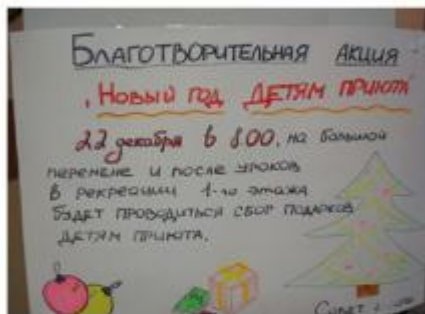 Благотворительная акция
"Новый год детям приюта"
22 декабря в 8.00, на большой
перемене и после уроков
в рекреации 1-го этажа
будет проводиться сбор подарков
детям приюта.
Совет